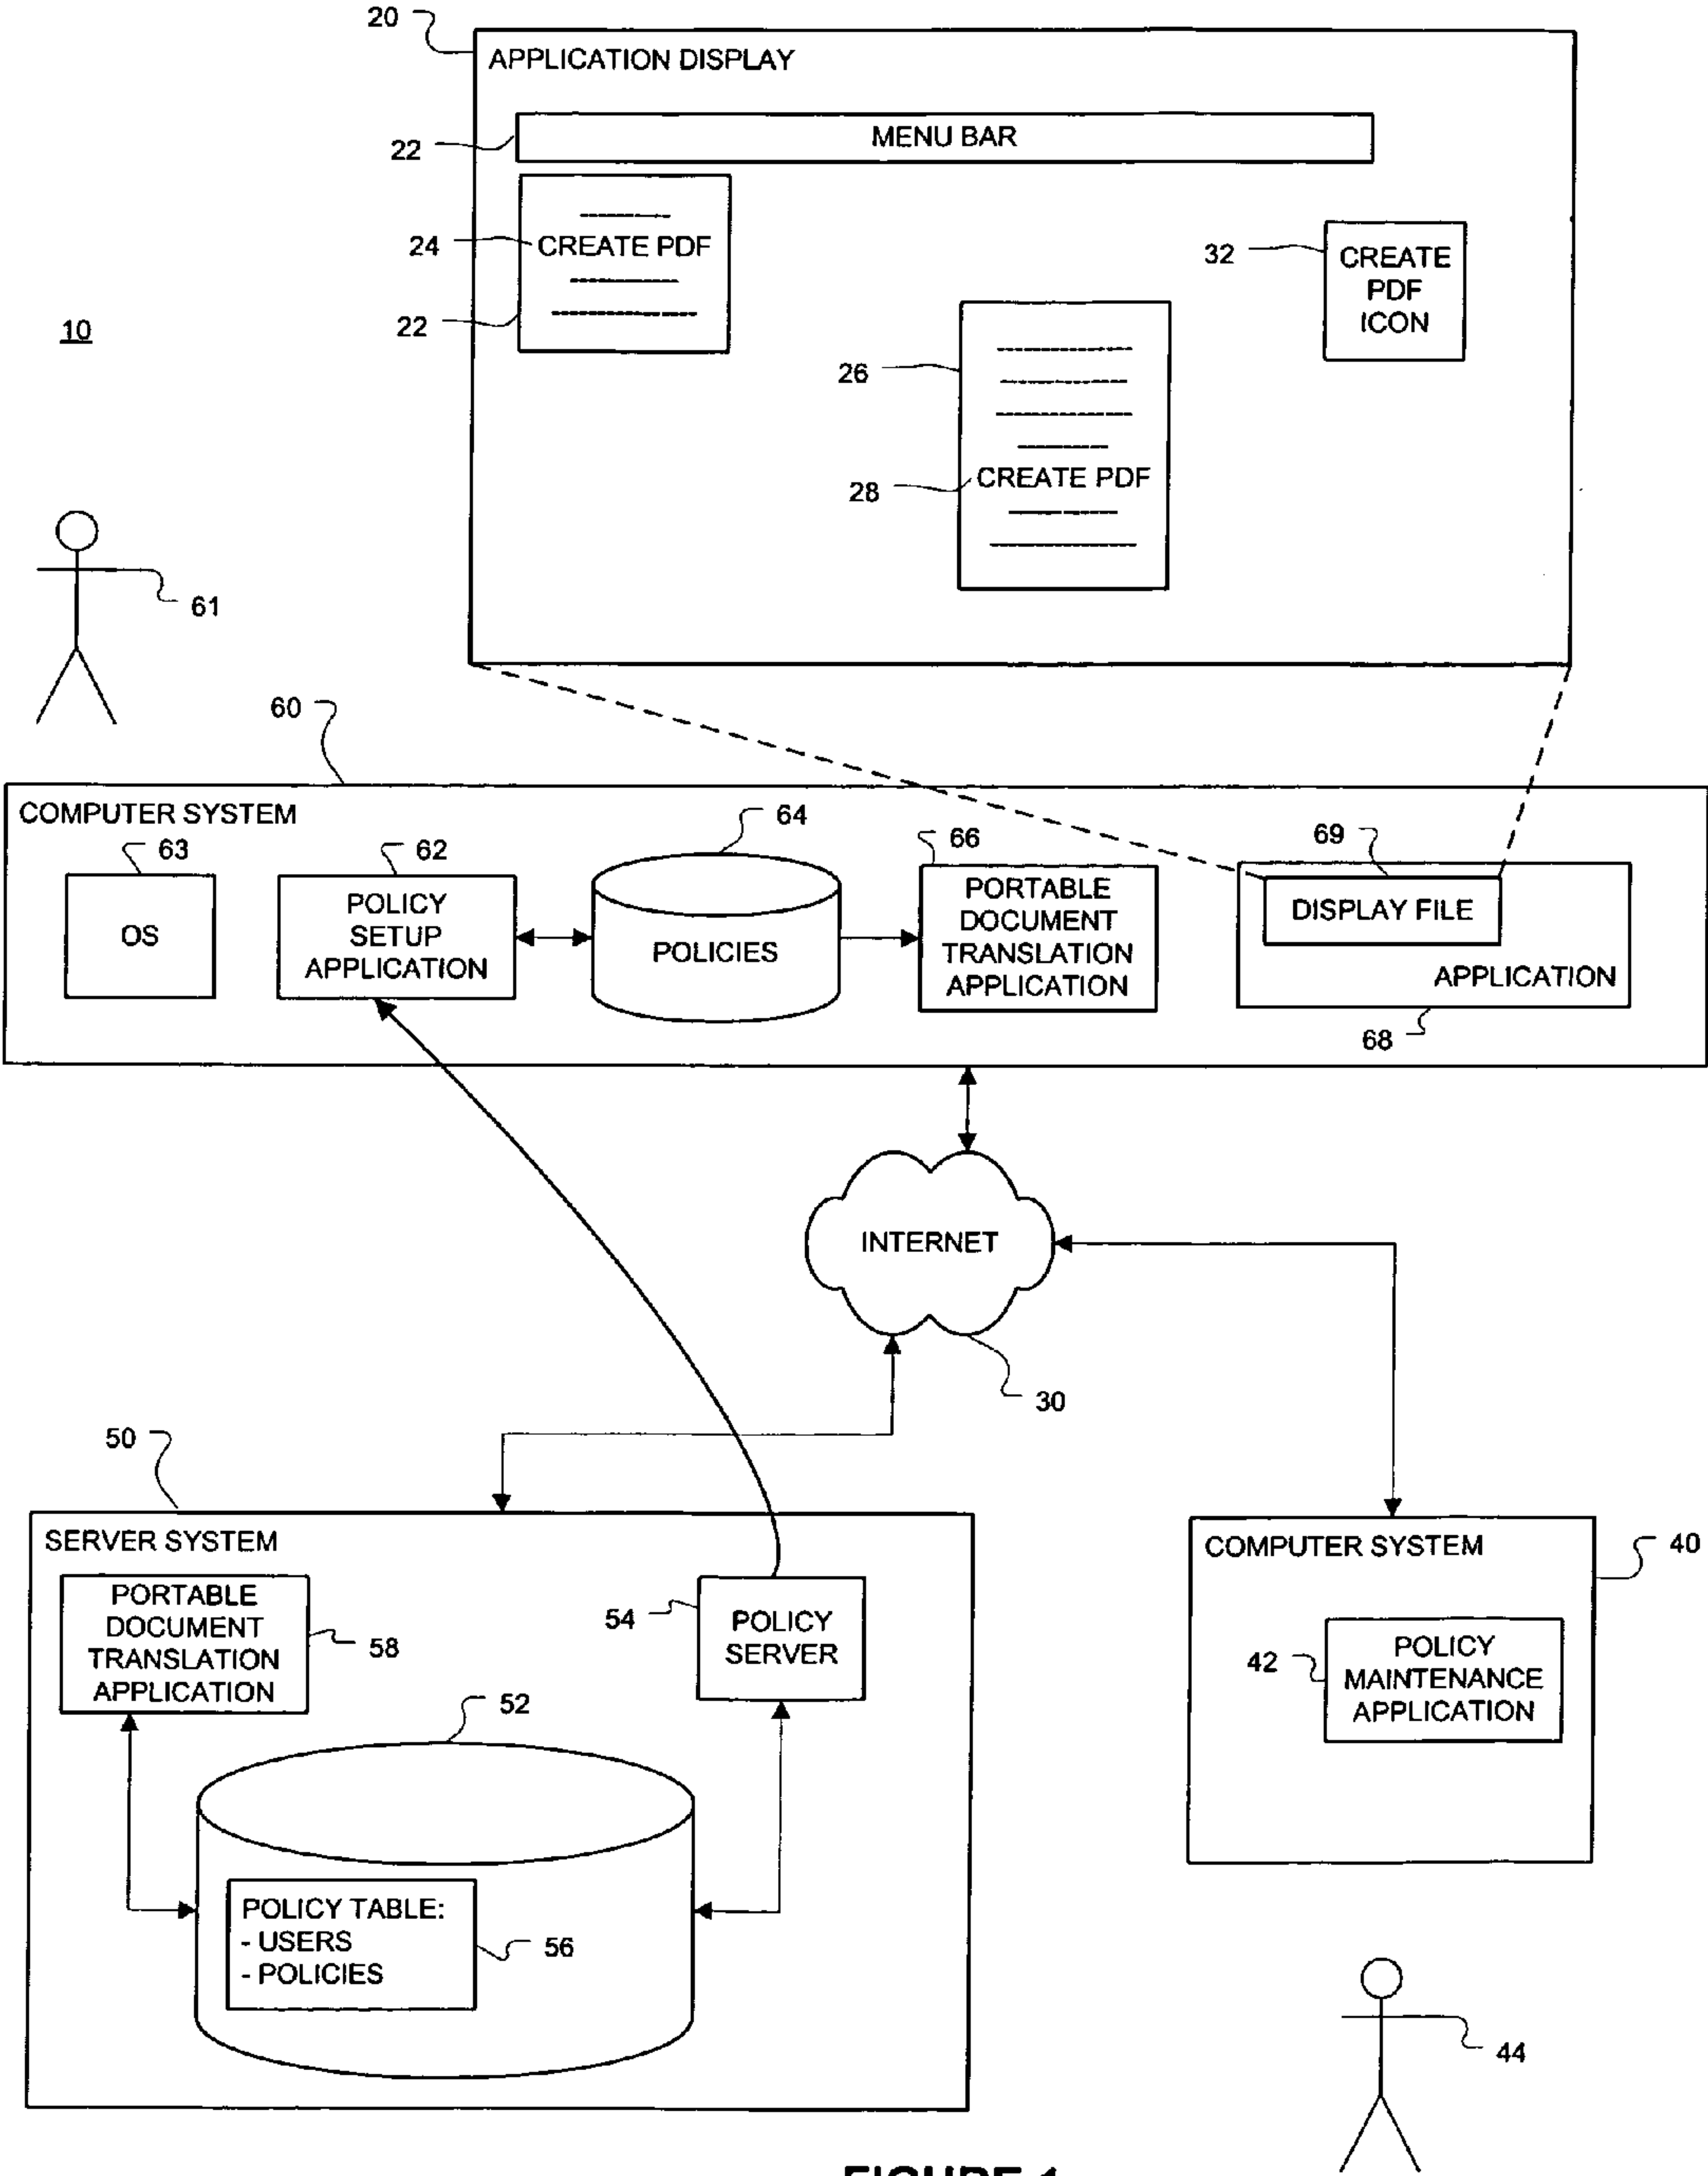 20
APPLICATION DISPLAY
22
MENU BAR
24
CREATE PDF
22
32
CREATE
PDF
ICON
10
26
28
CREATE PDF
61
60
COMPUTER SYSTEM
63
OS
62
POLICY
SETUP
APPLICATION
64
POLICIES
66
PORTABLE
DOCUMENT
TRANSLATION
APPLICATION
69
DISPLAY FILE
APPLICATION
68
INTERNET
30
50
SERVER SYSTEM
PORTABLE
DOCUMENT
TRANSLATION
APPLICATION
58
54
POLICY
SERVER
52
POLICY TABLE:
- USERS
- POLICIES
56
COMPUTER SYSTEM
40
42
POLICY
MAINTENANCE
APPLICATION
44
FIGURE 1